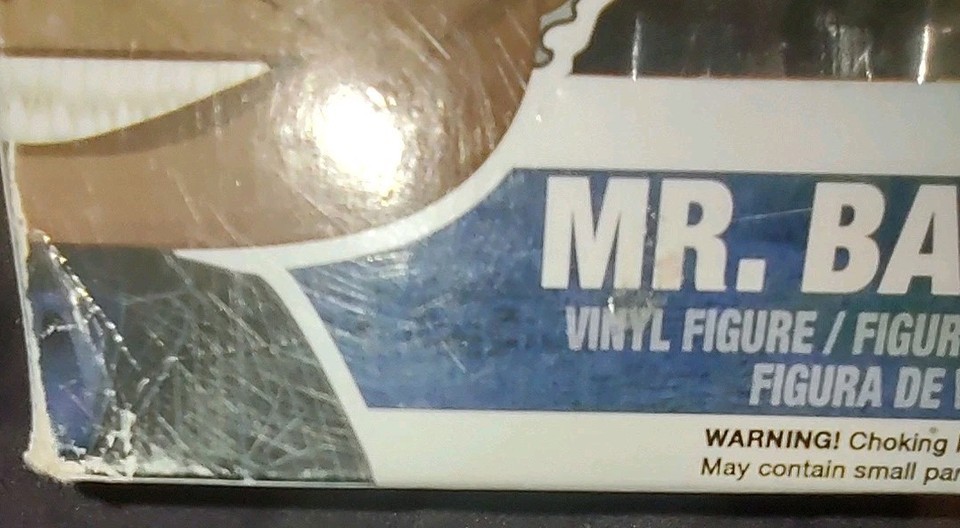 MR. BA
VINYL FIGURE / FIGUR
FIGURA DE
WARNING! Choking
May contain small par